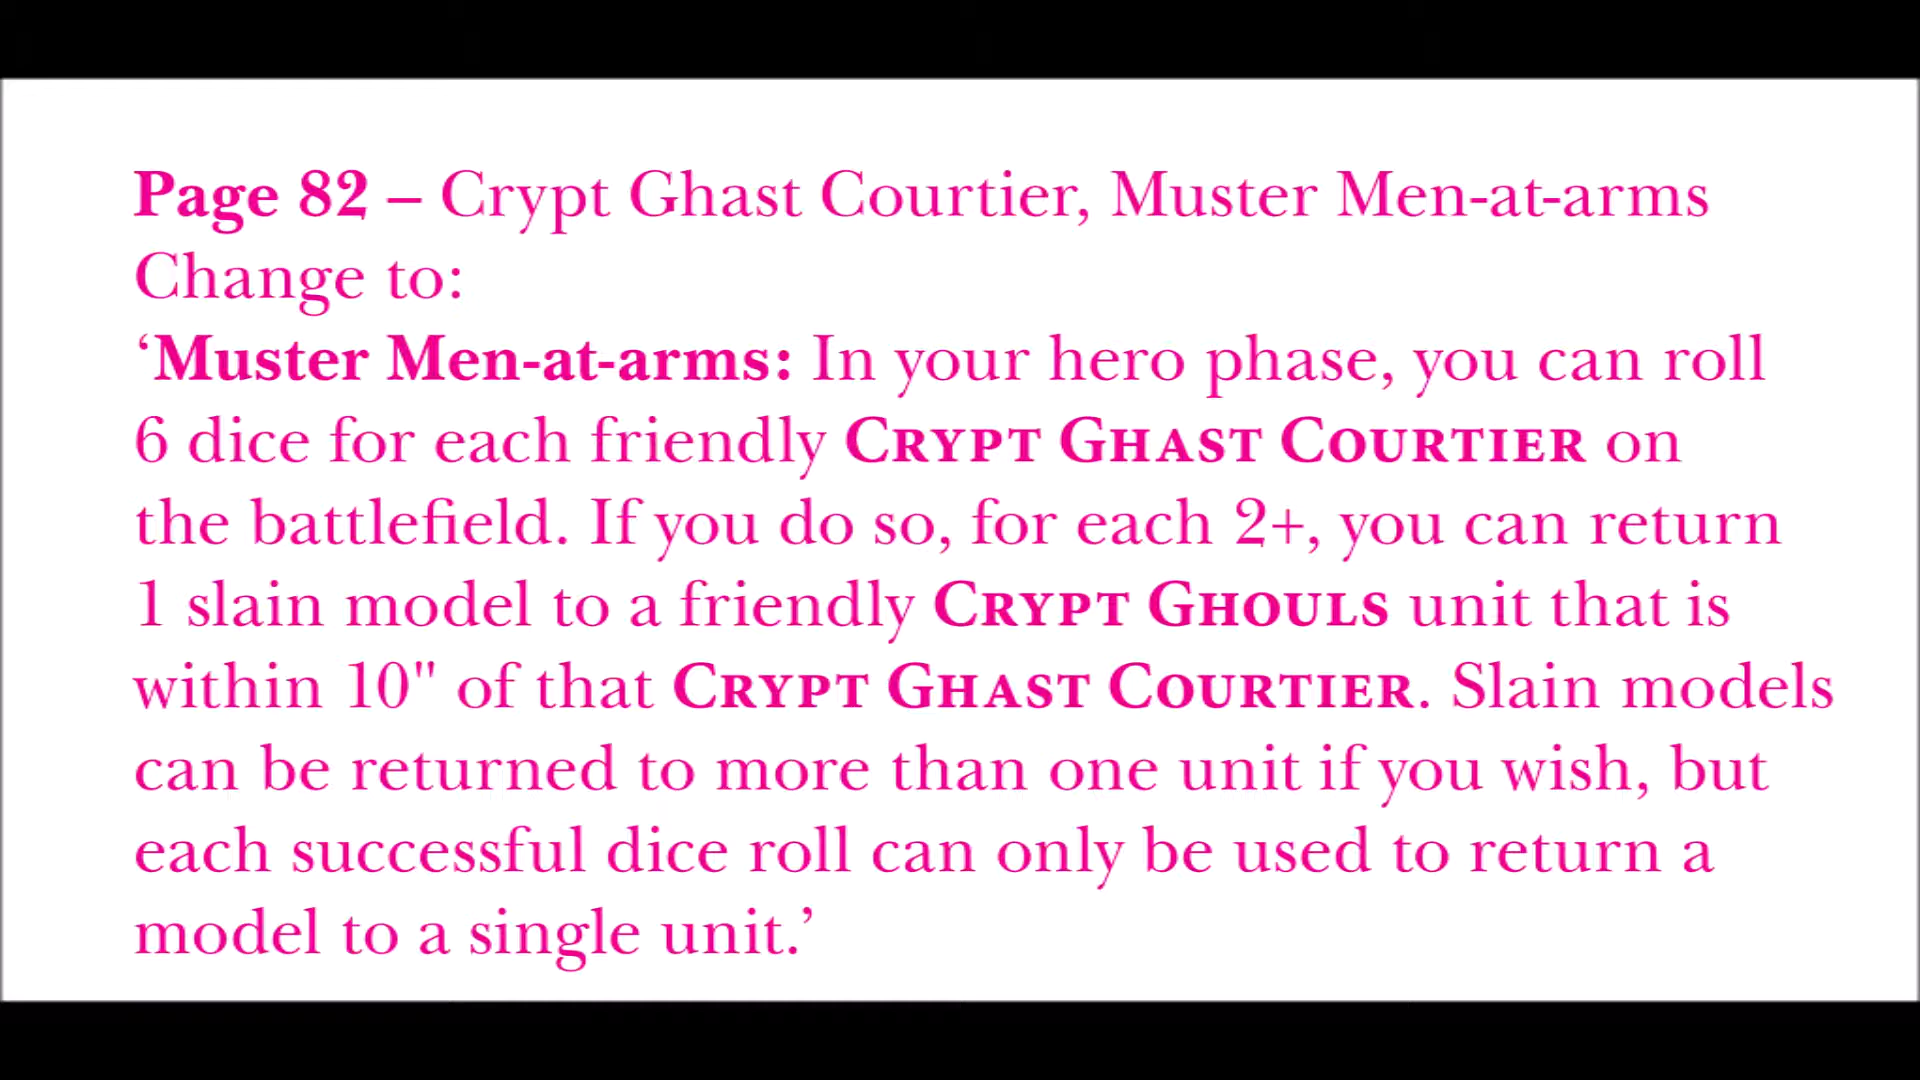 Page 82 – Crypt Ghast Courtier, Muster Men-at-arms
Change to:
‘Muster Men-at-arms: In your hero phase, you can roll
6 dice for each friendly CRYPT GHAST COURTIER on
the battlefield. If you do so, for each 2+, you can return
1 slain model to a friendly CRYPT GHOULS unit that is
within 10" of that CRYPT GHAST COURTIER. Slain models
can be returned to more than one unit if you wish, but
each successful dice roll can only be used to return a
model to a single unit.’